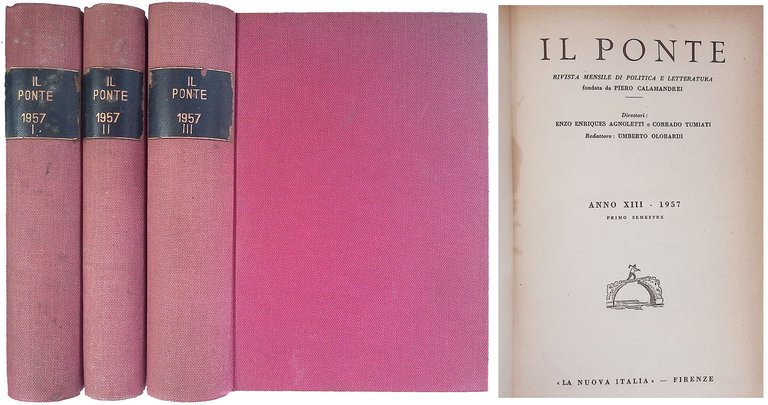 IL
PONTE
1957
I.
IL
PONTE
1957
II
IL
PONTE
1957
III
IL PONTE
RIVISTA MENSILE DI POLITICA E LETTERATURA
fondata da PIERO CALAMANDREI
Direttori:
ENZO ENRIQUES AGNOLETTI e CORRADO TUMIATI
Redattore: UMBERTO OLOBARDI
ANNO XIII - 1957
PRIMO SEMESTRE
«LA NUOVA ITALIA» — FIRENZE